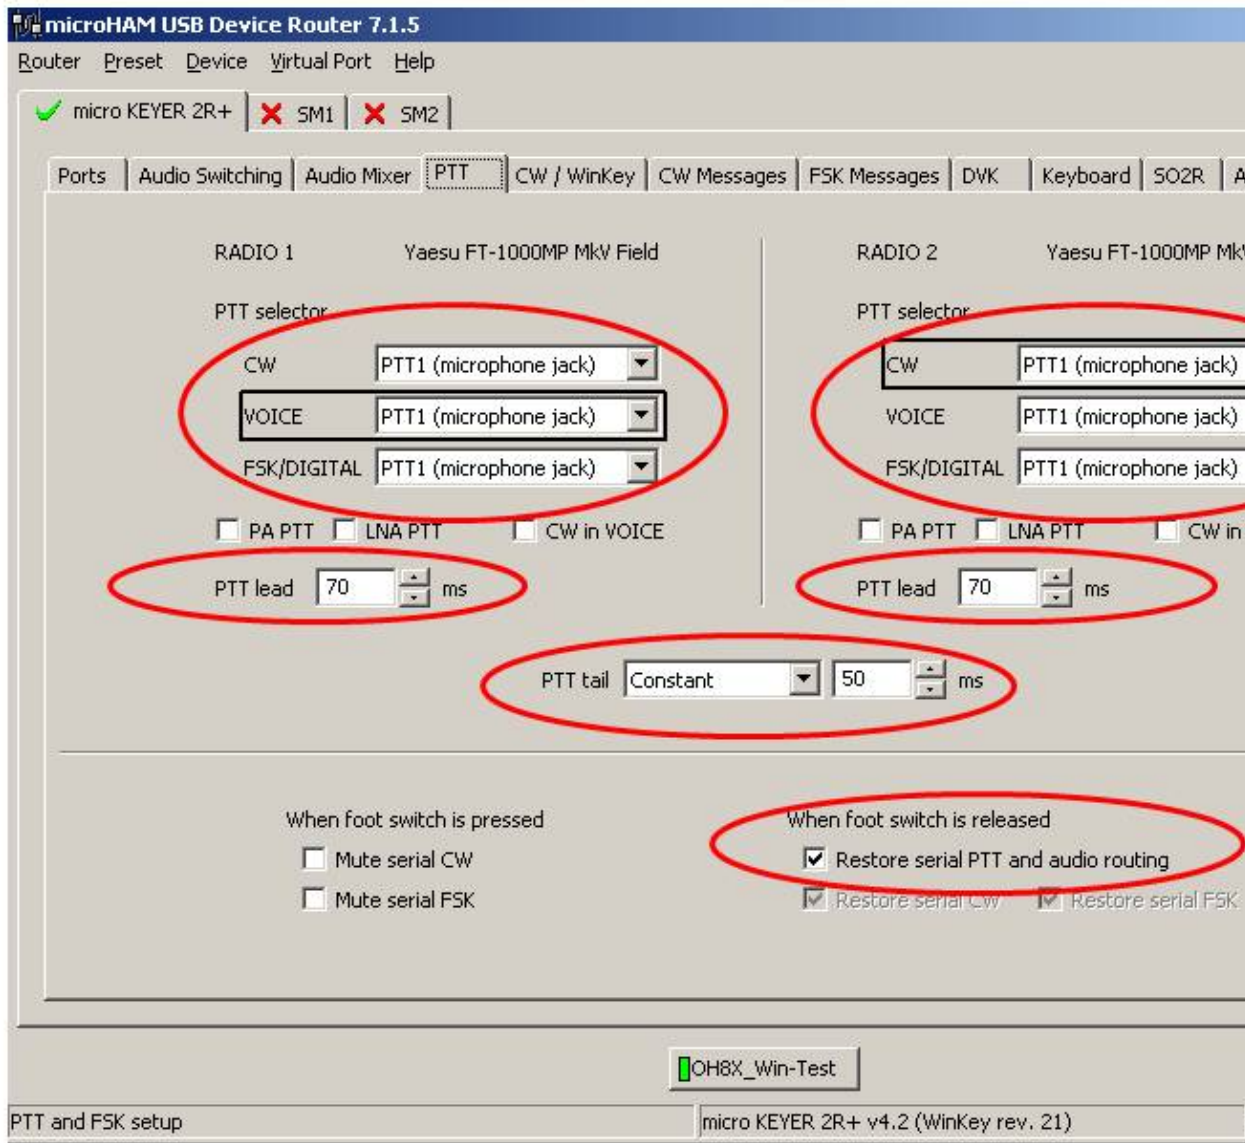 microHAM USB Device Router 7.1.5
Router Preset Device Virtual Port Help
micro KEYER 2R+ SM1 SM2
Ports Audio Switching Audio Mixer PTT CW / WinKey CW Messages FSK Messages DVK Keyboard SO2R A
RADIO 1 Yaesu FT-1000MP MkV Field RADIO 2 Yaesu FT-1000MP MkV
PTT selector PTT selector
CW PTT1 (microphone jack) CW PTT1 (microphone jack)
VOICE PTT1 (microphone jack) VOICE PTT1 (microphone jack)
FSK/DIGITAL PTT1 (microphone jack) FSK/DIGITAL PTT1 (microphone jack)
PA PTT LNA PTT CW in VOICE PA PTT LNA PTT CW in
PTT lead 70 ms PTT lead 70 ms
PTT tail Constant 50 ms
When foot switch is pressed When foot switch is released
Mute serial CW Restore serial PTT and audio routing
Mute serial FSK Restore serial CW Restore serial FSK
OH8X_Win-Test
PTT and FSK setup micro KEYER 2R+ v4.2 (WinKey rev. 21)